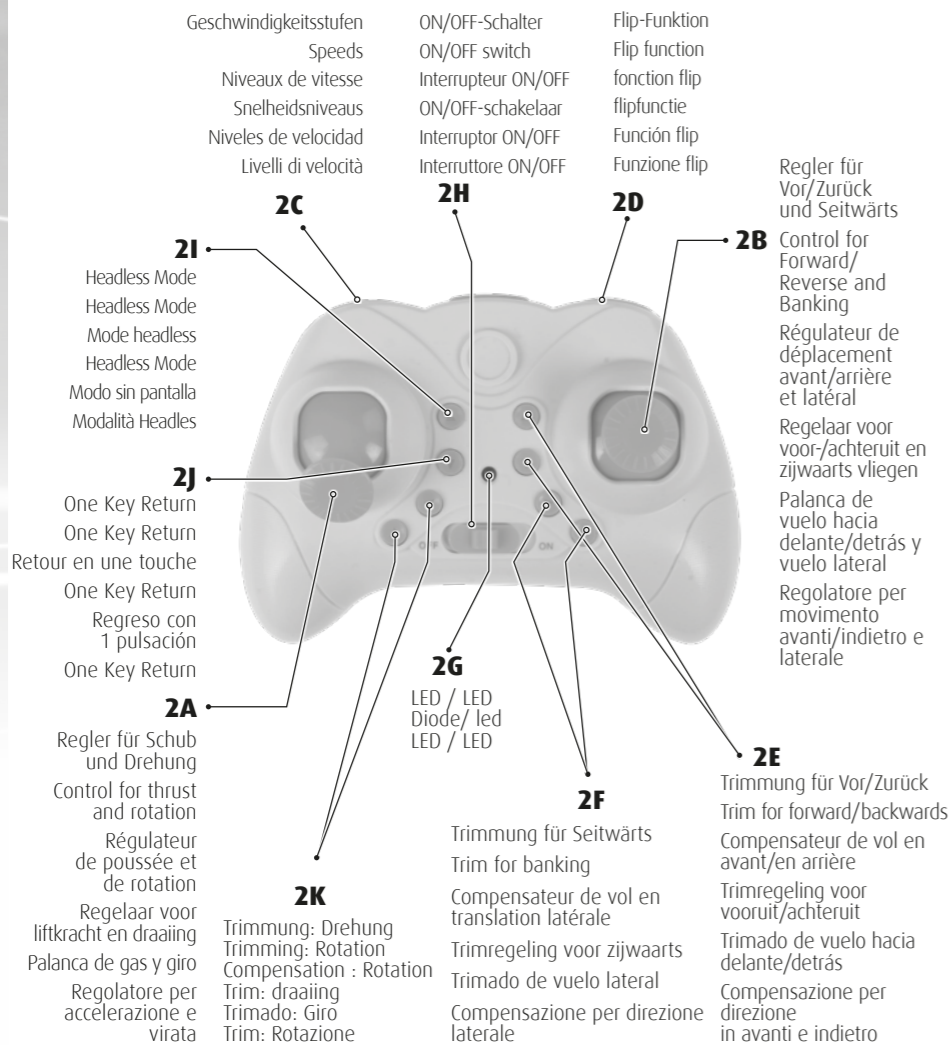 Geschwindigkeitsstufen
Speeds
Niveaux de vitesse
Snelheidsniveaus
Niveles de velocidad
Livelli di velocità
2C
ON/OFF-Schalter
ON/OFF switch
Interrupteur ON/OFF
ON/OFF-schakelaar
Interruptor ON/OFF
Interruttore ON/OFF
2H
Flip-Funktion
Flip function
fonction flip
flipfunctie
Función flip
Funzione flip
2D
2B
Regler für
Vor/Zurück
und Seitwärts
Control for
Forward/
Reverse and
Banking
Régulateur de
déplacement
avant/arrière
et latéral
Regelaar voor
voor-/achteruit en
zijwaarts vliegen
Palanca de
vuelo hacia
delante/detrás y
vuelo lateral
Regolatore per
movimento
avanti/indietro e
laterale
2I
Headless Mode
Headless Mode
Mode headless
Headless Mode
Modo sin pantalla
Modalità Headles
2J
One Key Return
One Key Return
Retour en une touche
One Key Return
Regreso con
1 pulsación
One Key Return
OFF
ON
2A
Regler für Schub
und Drehung
Control for thrust
and rotation
Régulateur
de poussée et
de rotation
Regelaar voor
liftkracht en draaiing
Palanca de gas y giro
Regolatore per
accelerazione e
virata
2K
Trimmung: Drehung
Trimming: Rotation
Compensation : Rotation
Trim: draaiing
Trimado: Giro
Trim: Rotazione
2G
LED / LED
Diode/ led
LED / LED
2F
Trimmung für Seitwärts
Trim for banking
Compensateur de vol en
translation latérale
Trimregeling voor zijwaarts
Trimado de vuelo lateral
Compensazione per direzione
laterale
2E
Trimmung für Vor/Zurück
Trim for forward/backwards
Compensateur de vol en
avant/en arrière
Trimregeling voor
vooruit/achteruit
Trimado de vuelo hacia
delante/detrás
Compensazione per
direzione
in avanti e indietro